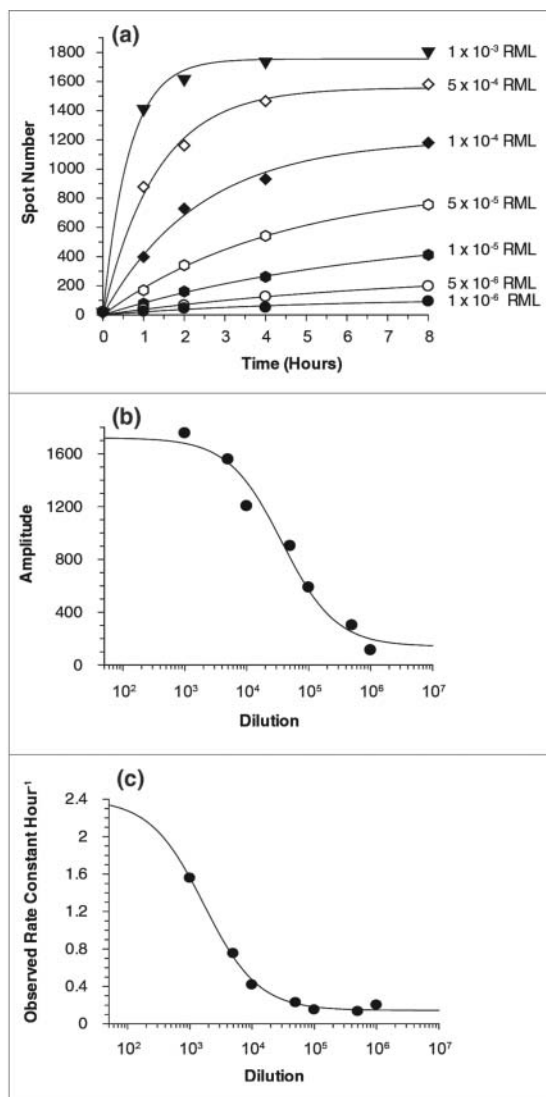 (a)
1800
1600
1400
1200
1000
800
600
400
200
0
Spot Number
0 1 2 3 4 5 6 7 8
Time (Hours)
1 x 10⁻³ RML
5 x 10⁻⁴ RML
1 x 10⁻⁴ RML
5 x 10⁻⁵ RML
1 x 10⁻⁵ RML
5 x 10⁻⁶ RML
1 x 10⁻⁶ RML
(b)
1600
1200
800
400
0
Amplitude
10² 10³ 10⁴ 10⁵ 10⁶ 10⁷
Dilution
(c)
2.4
2
1.6
1.2
0.8
0.4
0
Observed Rate Constant Hour⁻¹
10² 10³ 10⁴ 10⁵ 10⁶ 10⁷
Dilution